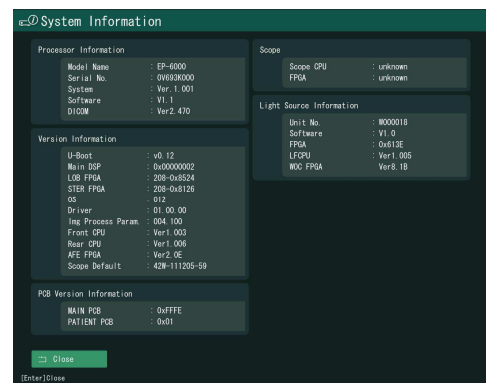 System Information
Processor Information
Model Name : EP-6000
Serial No. : 0V693K000
System : Ver.1.001
Software : V1.1
DICOM : Ver2.470
Version Information
U-Boot : v0.12
Main DSP : 0x00000002
LOB FPGA : 208-0x8524
STER FPGA : 208-0x8126
OS : 012
Driver : 01.00.00
Img Process Param. : 004.100
Front CPU : Ver1.003
Rear CPU : Ver1.006
AFE FPGA : Ver2.0E
Scope Default : 42W-111205-59
PCB Version Information
MAIN PCB : 0xFFFE
PATIENT PCB : 0x01
Scope
Scope CPU : unknown
FPGA : unknown
Light Source Information
Unit No. : W000018
Software : V1.0
FPGA : 0x613E
LFCPU : Ver1.005
WOC FPGA Ver8.1B
Close
[Enter]Close